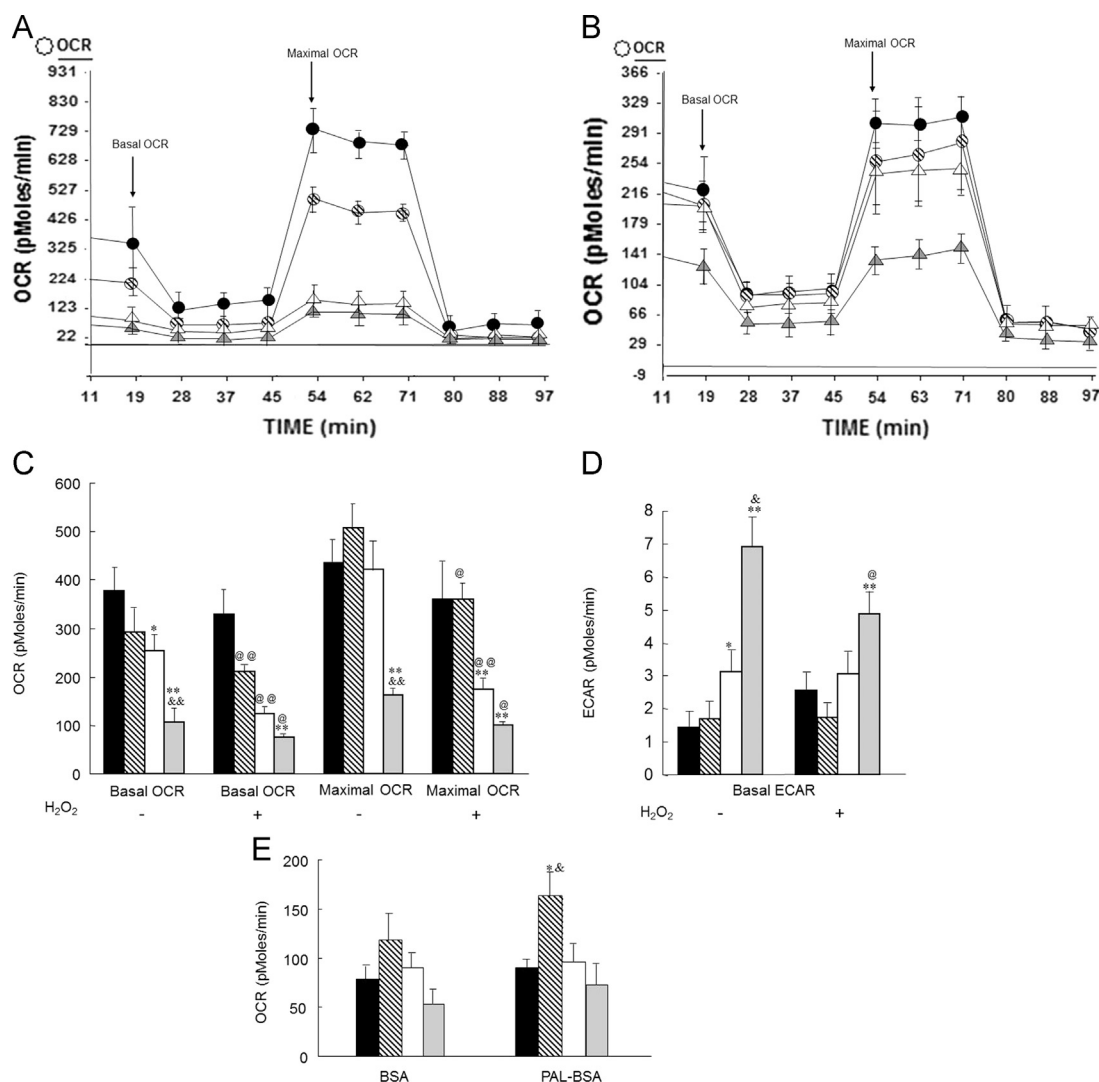 A
OCR
OCR (pMoles/min)
931
830
729
628
527
426
325
224
123
22
Basal OCR
Maximal OCR
11 19 28 37 45 54 63 71 80 88 97
TIME (min)
B
OCR
OCR (pMoles/min)
366
329
291
254
216
179
141
104
66
29
-9
Basal OCR
Maximal OCR
11 19 28 37 45 54 63 71 80 88 97
TIME (min)
C
OCR (pMoles/min)
600
500
400
300
200
100
0
*
**
&&
@ @
@ @
@
**
**
&&
@
@ @
**
@
**
Basal OCR Basal OCR Maximal OCR Maximal OCR
H₂O₂ - + - +
D
ECAR (pMoles/min)
8
7
6
5
4
3
2
1
0
*
&
**
@
**
Basal ECAR
H₂O₂ - +
E
OCR (pMoles/min)
200
150
100
50
0
*&
BSA PAL-BSA